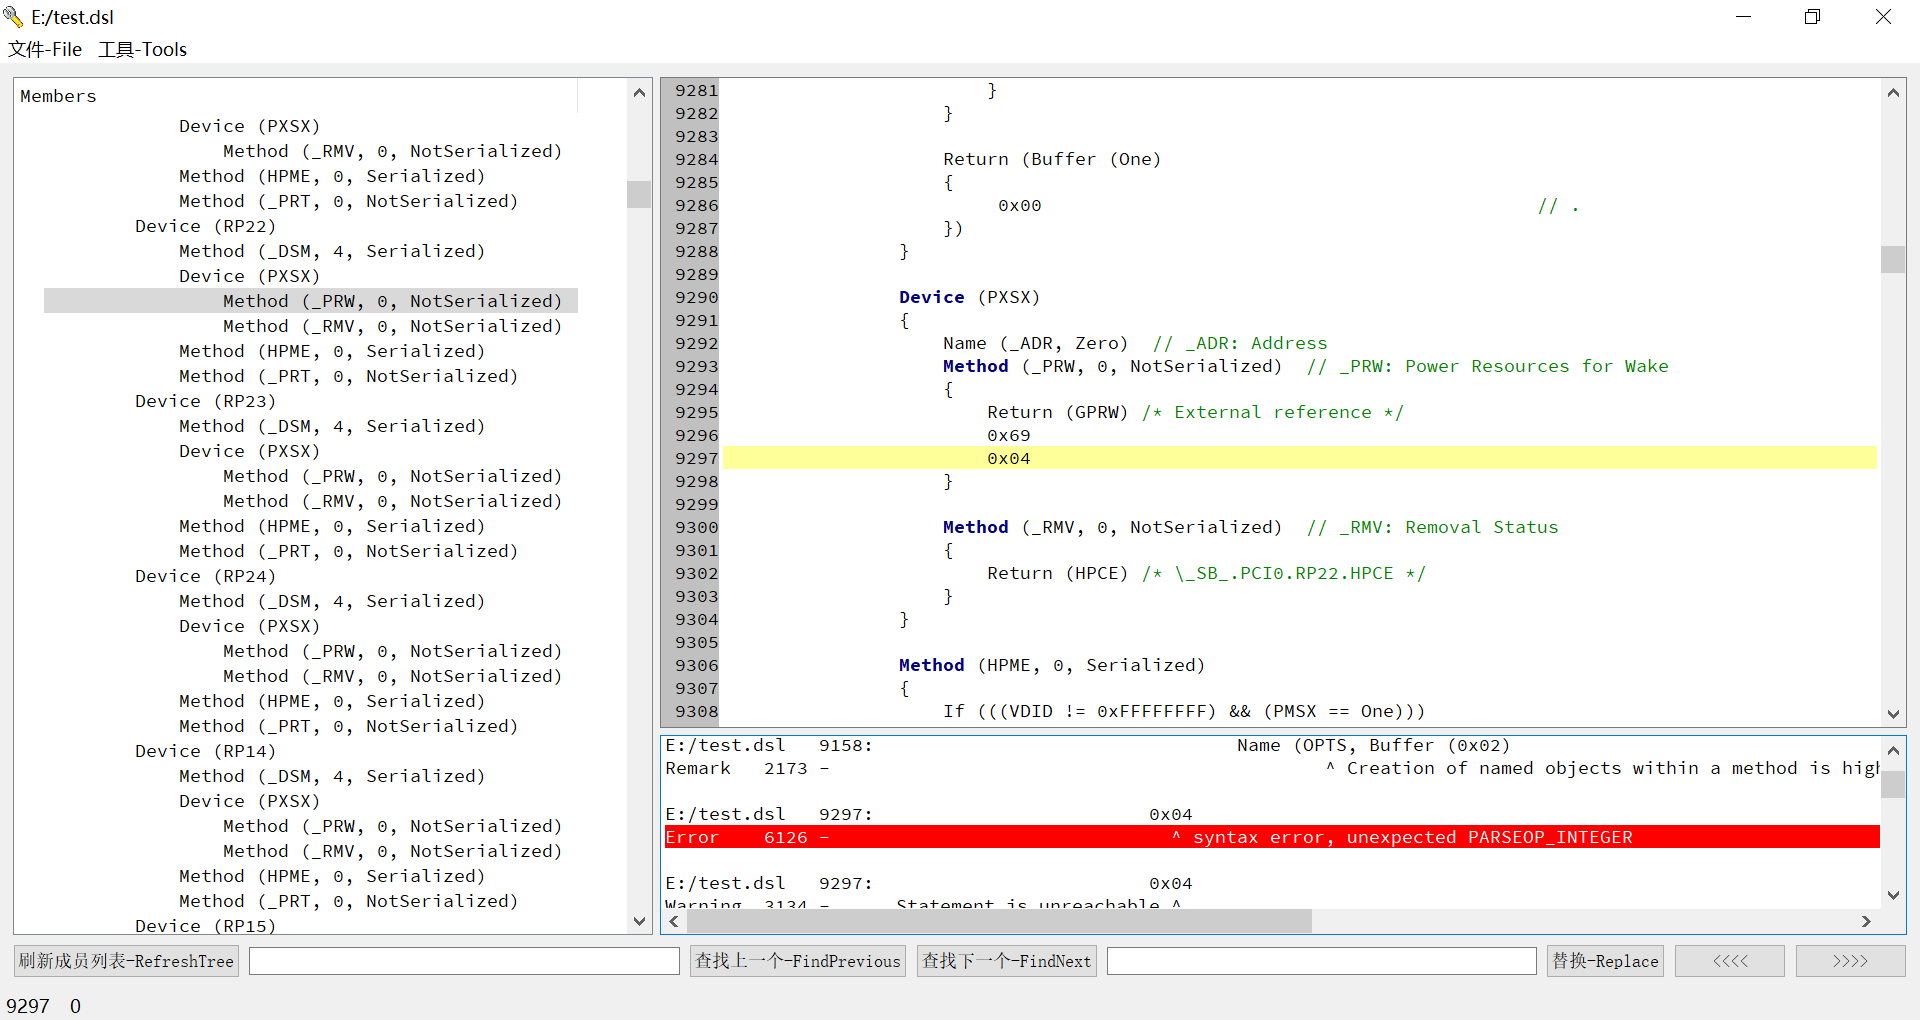 E:/test.dsl
文件-File 工具-Tools
Members
Device (PXSX)
Method (_RMV, 0, NotSerialized)
Method (HPME, 0, Serialized)
Method (_PRT, 0, NotSerialized)
Device (RP22)
Method (_DSM, 4, Serialized)
Device (PXSX)
Method (_PRW, 0, NotSerialized)
Method (_RMV, 0, NotSerialized)
Method (HPME, 0, Serialized)
Method (_PRT, 0, NotSerialized)
Device (RP23)
Method (_DSM, 4, Serialized)
Device (PXSX)
Method (_PRW, 0, NotSerialized)
Method (_RMV, 0, NotSerialized)
Method (HPME, 0, Serialized)
Method (_PRT, 0, NotSerialized)
Device (RP24)
Method (_DSM, 4, Serialized)
Device (PXSX)
Method (_PRW, 0, NotSerialized)
Method (_RMV, 0, NotSerialized)
Method (HPME, 0, Serialized)
Method (_PRT, 0, NotSerialized)
Device (RP14)
Method (_DSM, 4, Serialized)
Device (PXSX)
Method (_PRW, 0, NotSerialized)
Method (_RMV, 0, NotSerialized)
Method (HPME, 0, Serialized)
Method (_PRT, 0, NotSerialized)
Device (RP15)
9281 }
9282 }
9283
9284 Return (Buffer (One)
9285 {
9286 0x00 // .
9287 })
9288 }
9289
9290 Device (PXSX)
9291 {
9292 Name (_ADR, Zero) // _ADR: Address
9293 Method (_PRW, 0, NotSerialized) // _PRW: Power Resources for Wake
9294 {
9295 Return (GPRW) /* External reference */
9296 0x69
9297 0x04
9298 }
9299
9300 Method (_RMV, 0, NotSerialized) // _RMV: Removal Status
9301 {
9302 Return (HPCE) /* \_SB_.PCI0.RP22.HPCE */
9303 }
9304 }
9305
9306 Method (HPME, 0, Serialized)
9307 {
9308 If (((VDID != 0xFFFFFFFF) && (PMSX == One)))
E:/test.dsl 9158: Name (OPTS, Buffer (0x02)
Remark 2173 - ^ Creation of named objects within a method is high
E:/test.dsl 9297: 0x04
Error 6126 - ^ syntax error, unexpected PARSEOP_INTEGER
E:/test.dsl 9297: 0x04
Warning 3134 - Statement is unreachable ^
刷新成员列表-RefreshTree 查找上一个-FindPrevious 查找下一个-FindNext 替换-Replace <<<< >>>>
9297 0